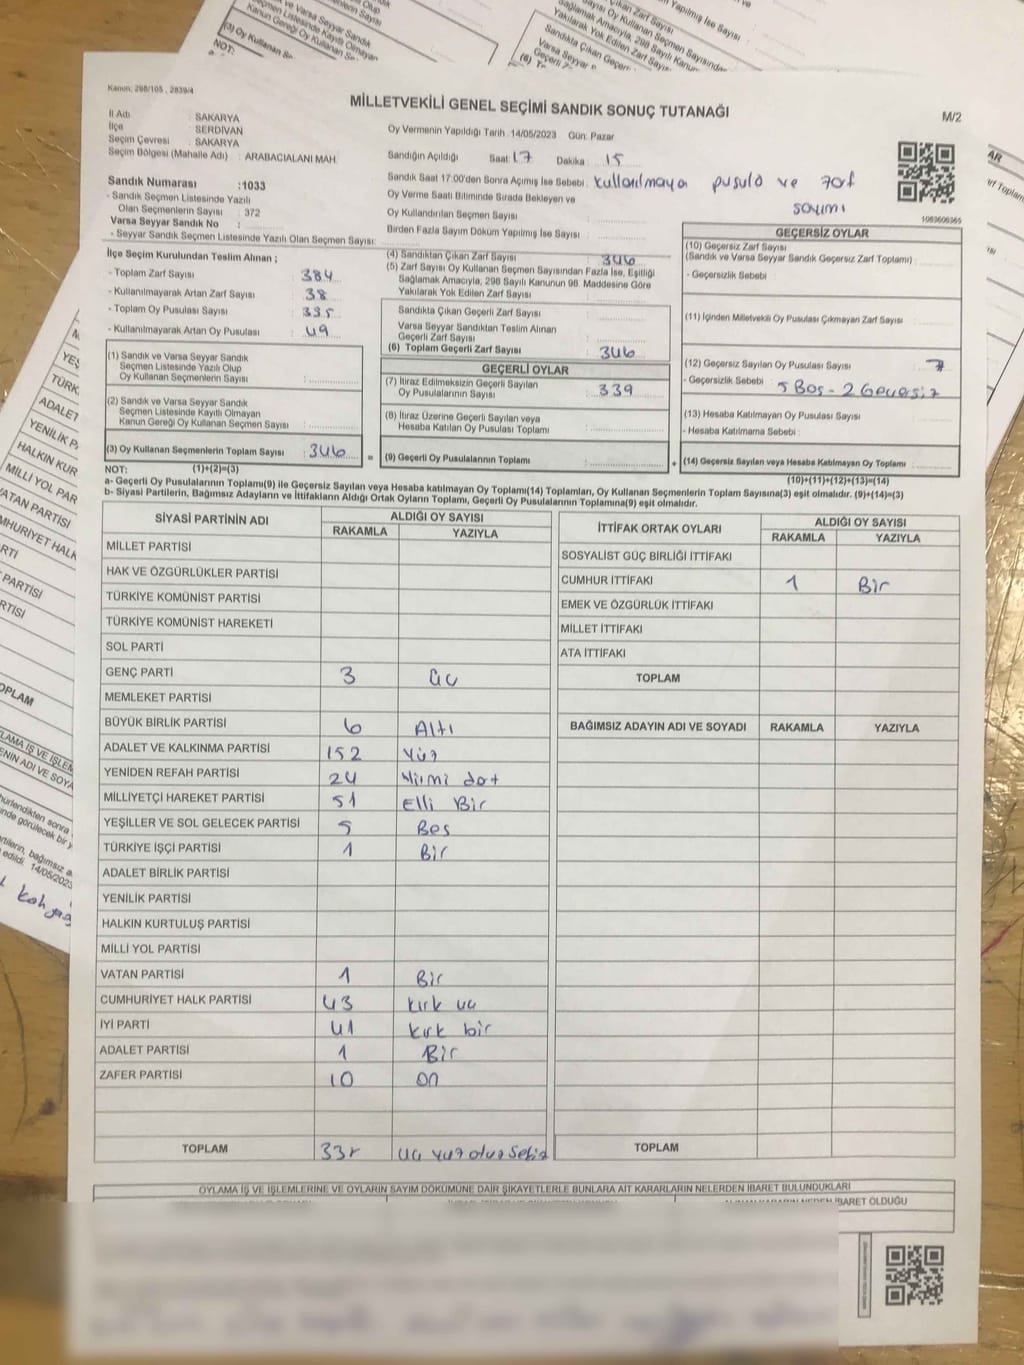 Kanun: 298/105 , 2839/4
MİLLETVEKİLİ GENEL SEÇİMİ SANDIK SONUÇ TUTANAĞI
M/2
İl Adı : SAKARYA
İlçe : SERDİVAN
Seçim Çevresi : SAKARYA
Seçim Bölgesi (Mahalle Adı) : ARABACIALANI MAH.
Sandık Numarası :1033
- Sandık Seçmen Listesinde Yazılı
Olan Seçmenlerin Sayısı : 372
Varsa Seyyar Sandık No :
- Seyyar Sandık Seçmen Listesinde Yazılı Olan Seçmen Sayısı:
Oy Vermenin Yapıldığı Tarih :14/05/2023 Gün: Pazar
Sandığın Açıldığı Saat 17 Dakika : 15
Sandık Saat 17:00'den Sonra Açımış İse Sebebi : kullanılmayan pusula ve zarf
sayımı
Oy Verme Saati Bitiminde Sırada Bekleyen ve
Oy Kullandırılan Seçmen Sayısı
Birden Fazla Sayım Döküm Yapılmış İse Sayısı :
1083606365
İlçe Seçim Kurulundan Teslim Alınan ;
- Toplam Zarf Sayısı : 384
- Kullanılmayarak Artan Zarf Sayısı : 38
- Toplam Oy Pusulası Sayısı : 335
- Kullanılmayarak Artan Oy Pusulası : 49
(1) Sandık ve Varsa Seyyar Sandık
Seçmen Listesinde Yazılı Olup
Oy Kullanan Seçmenlerin Sayısı :
(2) Sandık ve Varsa Seyyar Sandık
Seçmen Listesinde Kayıtlı Olmayan
Kanun Gereği Oy Kullanan Seçmen Sayısı :
(3) Oy Kullanan Seçmenlerin Toplam Sayısı : 346
(4) Sandıktan Çıkan Zarf Sayısı : 346
(5) Zarf Sayısı Oy Kullanan Seçmen Sayısından Fazla İse, Eşitliği
Sağlamak Amacıyla, 298 Sayılı Kanunun 98. Maddesine Göre
Yakılarak Yok Edilen Zarf Sayısı :
Sandıkta Çıkan Geçerli Zarf Sayısı :
Varsa Seyyar Sandıktan Teslim Alınan
Geçerli Zarf Sayısı :
(6) Toplam Geçerli Zarf Sayısı : 346
GEÇERLİ OYLAR
(7) İtiraz Edilmeksizin Geçerli Sayılan
Oy Pusulalarının Sayısı : 339
(8) İtiraz Üzerine Geçerli Sayılan veya
Hesaba Katılan Oy Pusulası Toplamı :
= (9) Geçerli Oy Pusulalarının Toplamı :
GEÇERSİZ OYLAR
(10) Geçersiz Zarf Sayısı
(Sandık ve Varsa Seyyar Sandık Geçersiz Zarf Toplamı) :
- Geçersizlik Sebebi :
(11) İçinden Milletvekili Oy Pusulası Çıkmayan Zarf Sayısı :
(12) Geçersiz Sayılan Oy Pusulası Sayısı : 7
- Geçersizlik Sebebi : 5 Boş - 2 Geçersiz
(13) Hesaba Katılmayan Oy Pusulası Sayısı :
- Hesaba Katılmama Sebebi :
+ (14) Geçersiz Sayılan veya Hesaba Katılmayan Oy Toplamı :
NOT: (1)+(2)=(3)
(10)+(11)+(12)+(13)=(14)
a- Geçerli Oy Pusulalarının Toplamı(9) ile Geçersiz Sayılan veya Hesaba katılmayan Oy Toplamı(14) Toplamları, Oy Kullanan Seçmenlerin Toplam Sayısına(3) eşit olmalıdır. (9)+(14)=(3)
b- Siyasi Partilerin, Bağımsız Adayların ve İttifakların Aldığı Ortak Oyların Toplamı, Geçerli Oy Pusulalarının Toplamına(9) eşit olmalıdır.
SİYASİ PARTİNİN ADI ALDIĞI OY SAYISI
RAKAMLA YAZIYLA
MİLLET PARTİSİ
HAK VE ÖZGÜRLÜKLER PARTİSİ
TÜRKİYE KOMÜNİST PARTİSİ
TÜRKİYE KOMÜNİST HAREKETİ
SOL PARTİ
GENÇ PARTİ 3 üç
MEMLEKET PARTİSİ
BÜYÜK BİRLİK PARTİSİ 6 Altı
ADALET VE KALKINMA PARTİSİ 152 Yüz
YENİDEN REFAH PARTİSİ 24 Yirmi dört
MİLLİYETÇİ HAREKET PARTİSİ 51 Elli Bir
YEŞİLLER VE SOL GELECEK PARTİSİ 5 Beş
TÜRKİYE İŞÇİ PARTİSİ 1 Bir
ADALET BİRLİK PARTİSİ
YENİLİK PARTİSİ
HALKIN KURTULUŞ PARTİSİ
MİLLİ YOL PARTİSİ
VATAN PARTİSİ 1 Bir
CUMHURİYET HALK PARTİSİ 43 kırk üç
İYİ PARTİ 41 kırk bir
ADALET PARTİSİ 1 Bir
ZAFER PARTİSİ 10 on
TOPLAM üç yüz otuz sekiz
İTTİFAK ORTAK OYLARI ALDIĞI OY SAYISI
RAKAMLA YAZIYLA
SOSYALİST GÜÇ BİRLİĞİ İTTİFAKI
CUMHUR İTTİFAKI 1 Bir
EMEK VE ÖZGÜRLÜK İTTİFAKI
MİLLET İTTİFAKI
ATA İTTİFAKI
TOPLAM
BAĞIMSIZ ADAYIN ADI VE SOYADI RAKAMLA YAZIYLA
TOPLAM
OYLAMA İŞ VE İŞLEMLERİNE VE OYLARIN SAYIM DÖKÜMÜNE DAİR ŞİKAYETLERLE BUNLARA AİT KARARLARIN NELERDEN İBARET BULUNDUKLARI